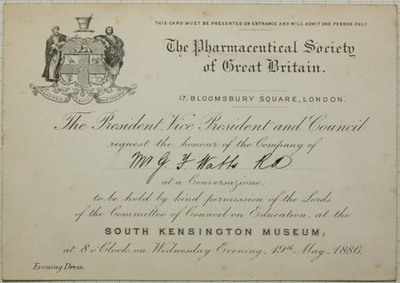 THIS CARD MUST BE PRESENTED ON ENTRANCE AND WILL ADMIT ONE PERSON ONLY.
The Pharmaceutical Society
of Great Britain.
17, BLOOMSBURY SQUARE, LONDON.
The President, Vice President and Council
request the honour of the Company of
Mr G F Watts RA
at a Conversazione,
to be held by kind permission of the Lords
of the Committee of Council on Education, at the
SOUTH KENSINGTON MUSEUM,
at 8 o'Clock, on Wednesday Evening, 19th May, 1886.
Evening Dress.